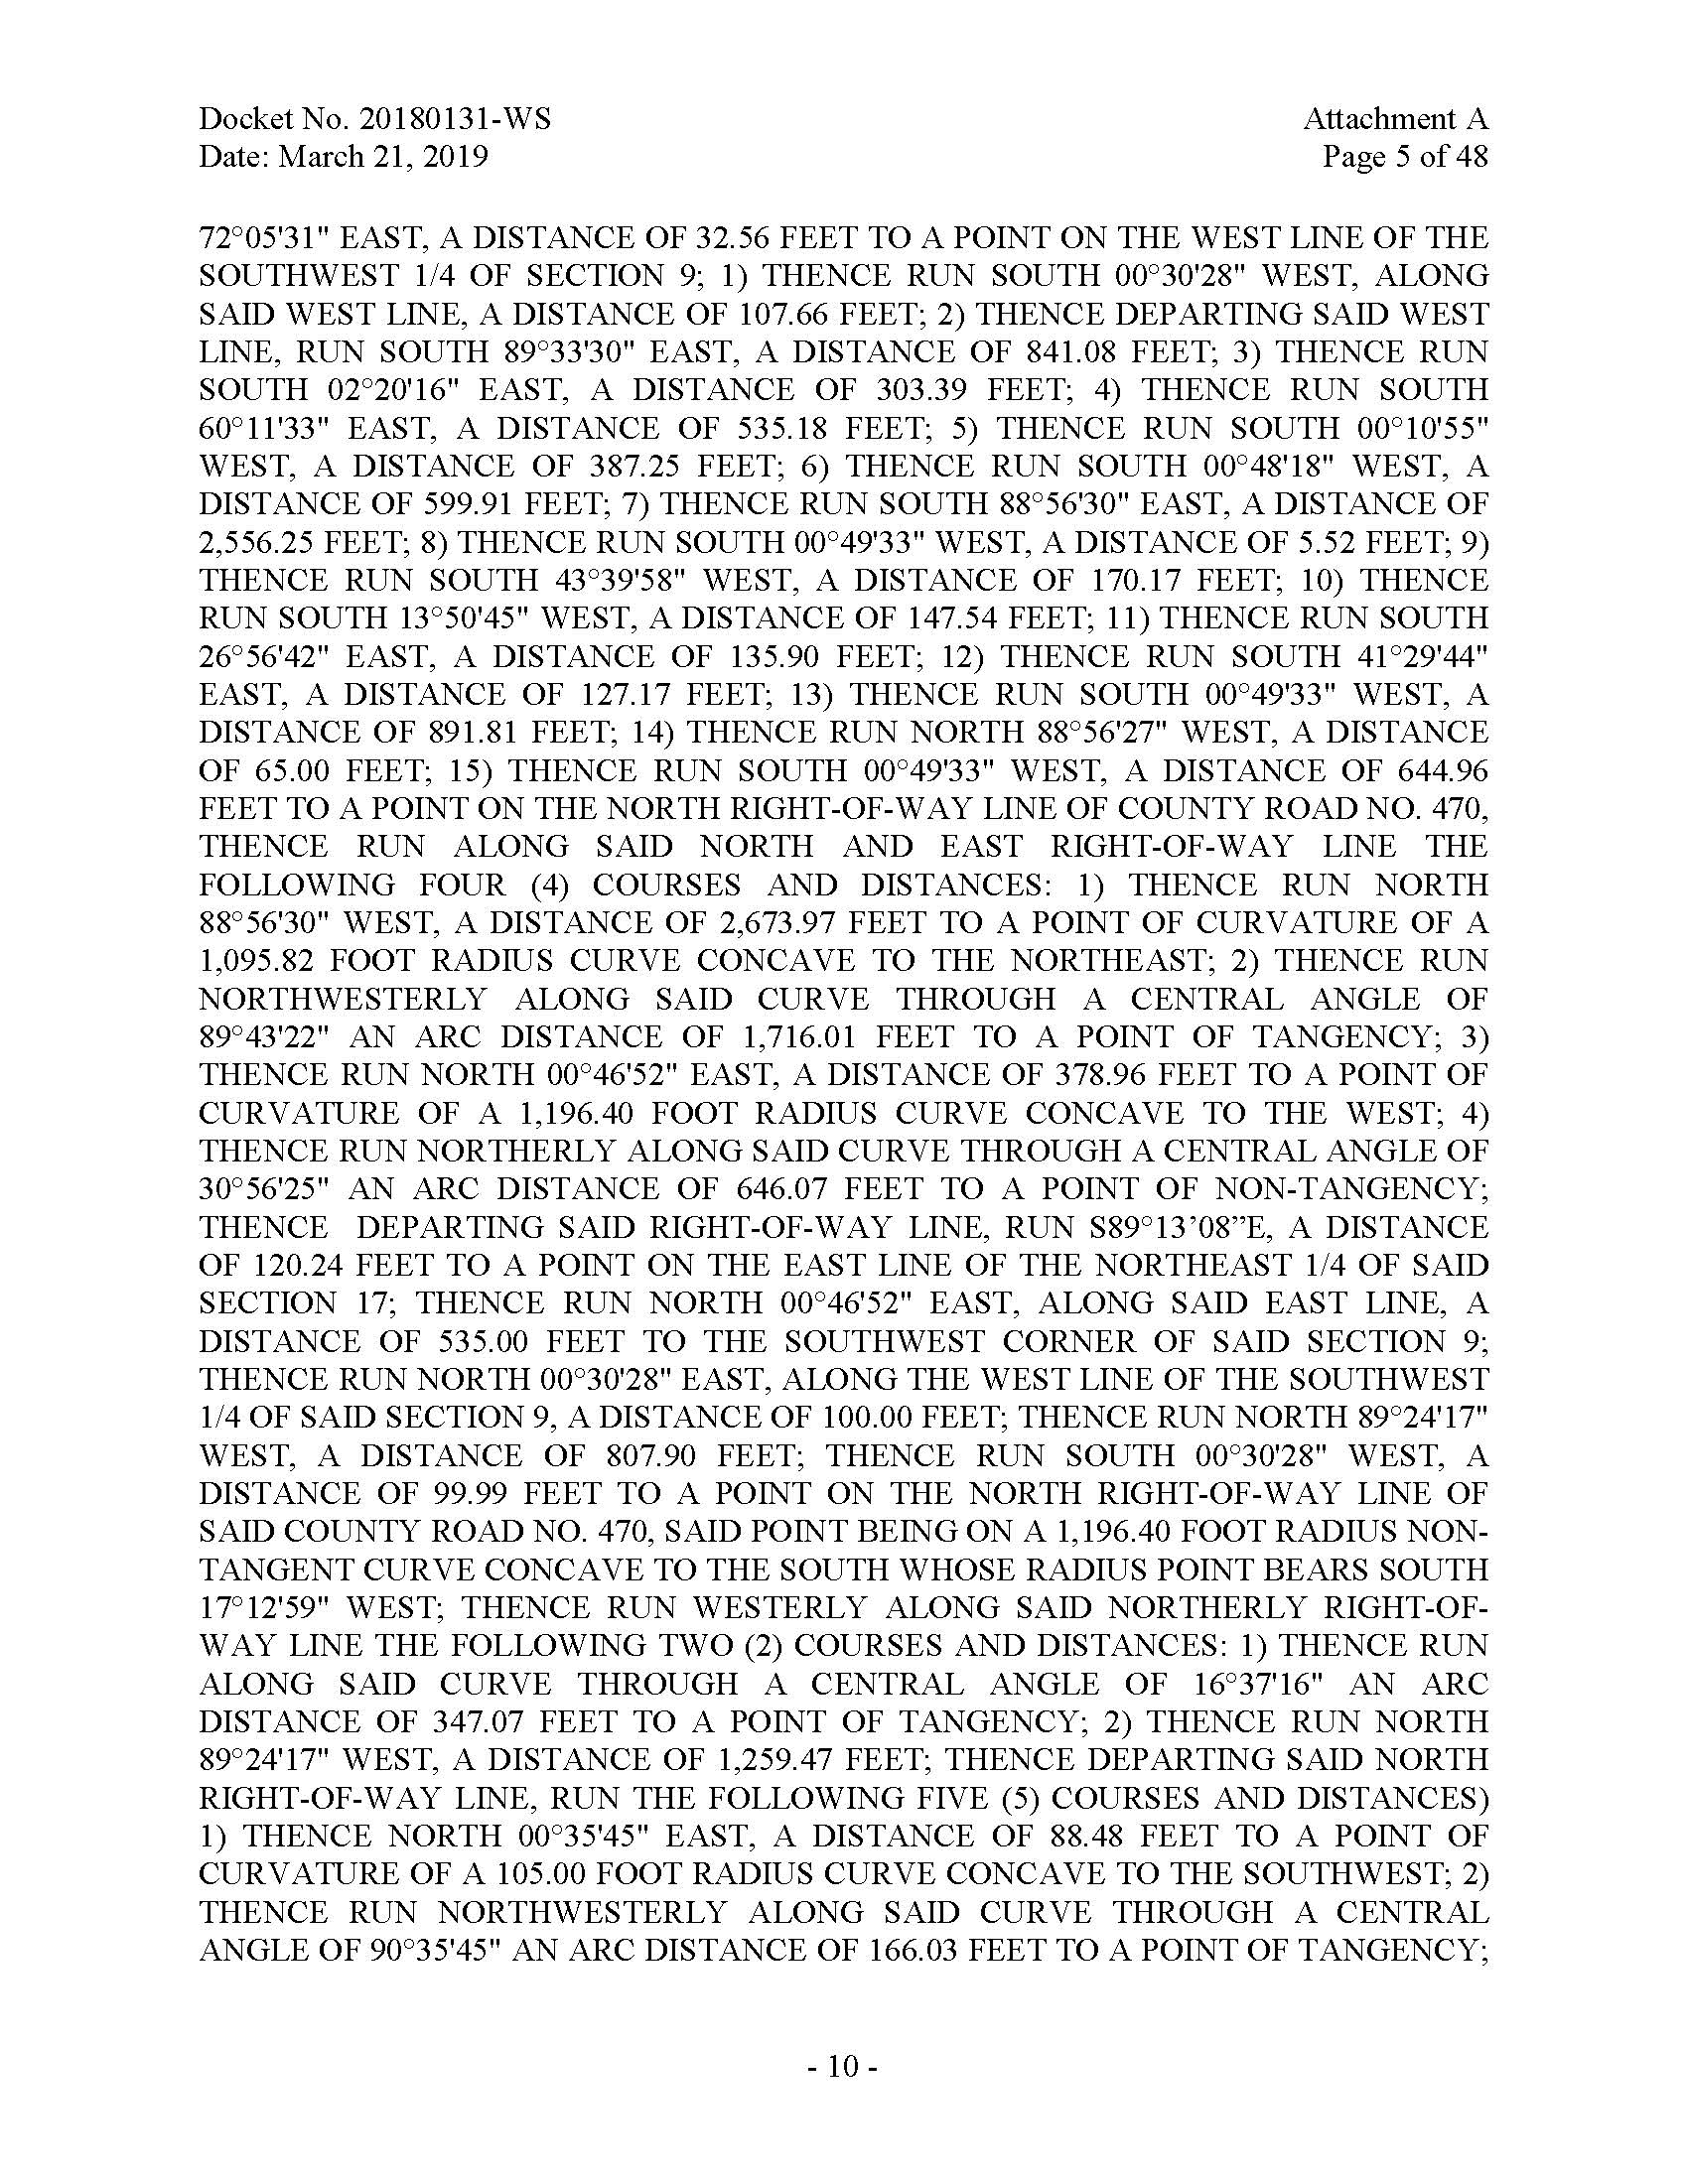 Docket No. 20180131-WS Attachment A
Date: March 21, 2019 Page 5 of 48
72°05'31" EAST, A DISTANCE OF 32.56 FEET TO A POINT ON THE WEST LINE OF THE
SOUTHWEST 1/4 OF SECTION 9; 1) THENCE RUN SOUTH 00°30'28" WEST, ALONG
SAID WEST LINE, A DISTANCE OF 107.66 FEET; 2) THENCE DEPARTING SAID WEST
LINE, RUN SOUTH 89°33'30" EAST, A DISTANCE OF 841.08 FEET; 3) THENCE RUN
SOUTH 02°20'16" EAST, A DISTANCE OF 303.39 FEET; 4) THENCE RUN SOUTH
60°11'33" EAST, A DISTANCE OF 535.18 FEET; 5) THENCE RUN SOUTH 00°10'55"
WEST, A DISTANCE OF 387.25 FEET; 6) THENCE RUN SOUTH 00°48'18" WEST, A
DISTANCE OF 599.91 FEET; 7) THENCE RUN SOUTH 88°56'30" EAST, A DISTANCE OF
2,556.25 FEET; 8) THENCE RUN SOUTH 00°49'33" WEST, A DISTANCE OF 5.52 FEET; 9)
THENCE RUN SOUTH 43°39'58" WEST, A DISTANCE OF 170.17 FEET; 10) THENCE
RUN SOUTH 13°50'45" WEST, A DISTANCE OF 147.54 FEET; 11) THENCE RUN SOUTH
26°56'42" EAST, A DISTANCE OF 135.90 FEET; 12) THENCE RUN SOUTH 41°29'44"
EAST, A DISTANCE OF 127.17 FEET; 13) THENCE RUN SOUTH 00°49'33" WEST, A
DISTANCE OF 891.81 FEET; 14) THENCE RUN NORTH 88°56'27" WEST, A DISTANCE
OF 65.00 FEET; 15) THENCE RUN SOUTH 00°49'33" WEST, A DISTANCE OF 644.96
FEET TO A POINT ON THE NORTH RIGHT-OF-WAY LINE OF COUNTY ROAD NO. 470,
THENCE RUN ALONG SAID NORTH AND EAST RIGHT-OF-WAY LINE THE
FOLLOWING FOUR (4) COURSES AND DISTANCES: 1) THENCE RUN NORTH
88°56'30" WEST, A DISTANCE OF 2,673.97 FEET TO A POINT OF CURVATURE OF A
1,095.82 FOOT RADIUS CURVE CONCAVE TO THE NORTHEAST; 2) THENCE RUN
NORTHWESTERLY ALONG SAID CURVE THROUGH A CENTRAL ANGLE OF
89°43'22" AN ARC DISTANCE OF 1,716.01 FEET TO A POINT OF TANGENCY; 3)
THENCE RUN NORTH 00°46'52" EAST, A DISTANCE OF 378.96 FEET TO A POINT OF
CURVATURE OF A 1,196.40 FOOT RADIUS CURVE CONCAVE TO THE WEST; 4)
THENCE RUN NORTHERLY ALONG SAID CURVE THROUGH A CENTRAL ANGLE OF
30°56'25" AN ARC DISTANCE OF 646.07 FEET TO A POINT OF NON-TANGENCY;
THENCE DEPARTING SAID RIGHT-OF-WAY LINE, RUN S89°13’08”E, A DISTANCE
OF 120.24 FEET TO A POINT ON THE EAST LINE OF THE NORTHEAST 1/4 OF SAID
SECTION 17; THENCE RUN NORTH 00°46'52" EAST, ALONG SAID EAST LINE, A
DISTANCE OF 535.00 FEET TO THE SOUTHWEST CORNER OF SAID SECTION 9;
THENCE RUN NORTH 00°30'28" EAST, ALONG THE WEST LINE OF THE SOUTHWEST
1/4 OF SAID SECTION 9, A DISTANCE OF 100.00 FEET; THENCE RUN NORTH 89°24'17"
WEST, A DISTANCE OF 807.90 FEET; THENCE RUN SOUTH 00°30'28" WEST, A
DISTANCE OF 99.99 FEET TO A POINT ON THE NORTH RIGHT-OF-WAY LINE OF
SAID COUNTY ROAD NO. 470, SAID POINT BEING ON A 1,196.40 FOOT RADIUS NON-
TANGENT CURVE CONCAVE TO THE SOUTH WHOSE RADIUS POINT BEARS SOUTH
17°12'59" WEST; THENCE RUN WESTERLY ALONG SAID NORTHERLY RIGHT-OF-
WAY LINE THE FOLLOWING TWO (2) COURSES AND DISTANCES: 1) THENCE RUN
ALONG SAID CURVE THROUGH A CENTRAL ANGLE OF 16°37'16" AN ARC
DISTANCE OF 347.07 FEET TO A POINT OF TANGENCY; 2) THENCE RUN NORTH
89°24'17" WEST, A DISTANCE OF 1,259.47 FEET; THENCE DEPARTING SAID NORTH
RIGHT-OF-WAY LINE, RUN THE FOLLOWING FIVE (5) COURSES AND DISTANCES)
1) THENCE NORTH 00°35'45" EAST, A DISTANCE OF 88.48 FEET TO A POINT OF
CURVATURE OF A 105.00 FOOT RADIUS CURVE CONCAVE TO THE SOUTHWEST; 2)
THENCE RUN NORTHWESTERLY ALONG SAID CURVE THROUGH A CENTRAL
ANGLE OF 90°35'45" AN ARC DISTANCE OF 166.03 FEET TO A POINT OF TANGENCY;
- 10 -